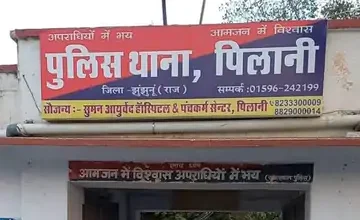 अपराधियों में भय आमजन में विश्वास
पुलिस थाना, पिलानी
जिला - झुंझुनूं (राज) सम्पर्क : 01596-242199
सौजन्य :- सुमन आयुर्वेद हॉस्पिटल & पंचकर्म सेन्टर, पिलानी 8233300009
8829000014
आमजन में विश्वास अपराधियों में भय